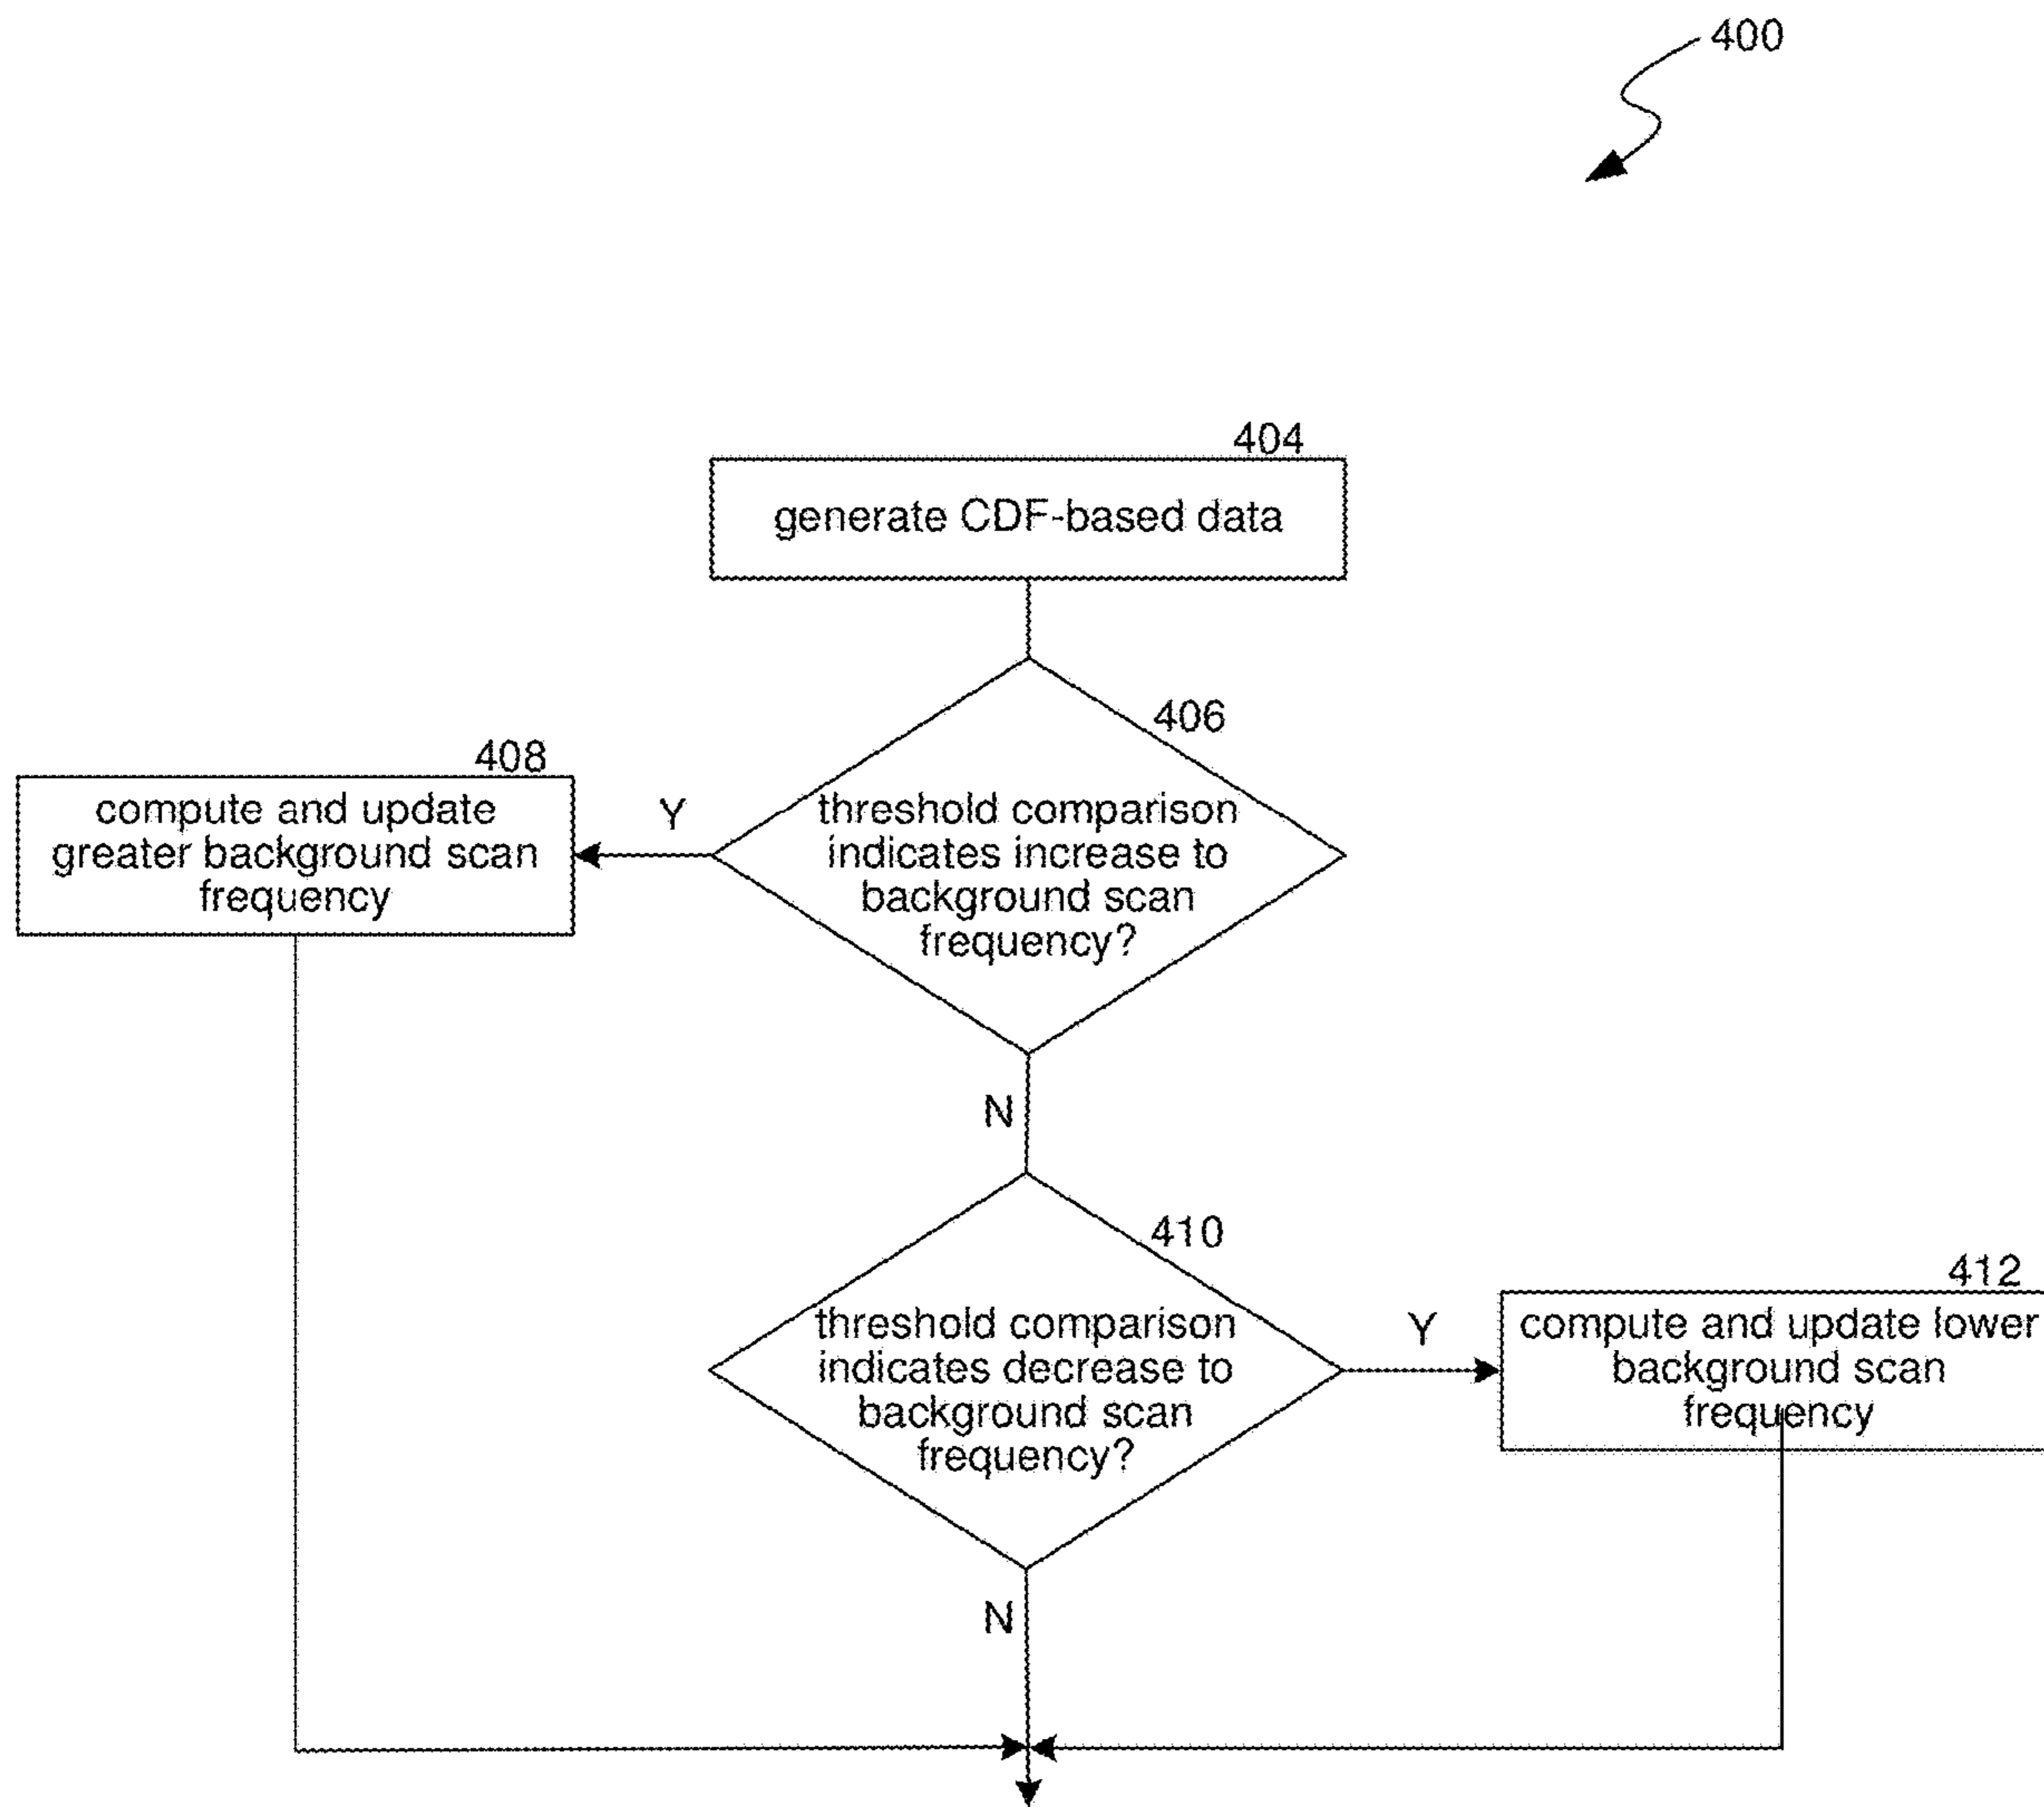 400
404
generate CDF-based data
406
threshold comparison
indicates increase to
background scan
frequency?
Y
408
compute and update
greater background scan
frequency
N
410
threshold comparison
indicates decrease to
background scan
frequency?
Y
412
compute and update lower
background scan
frequency
N